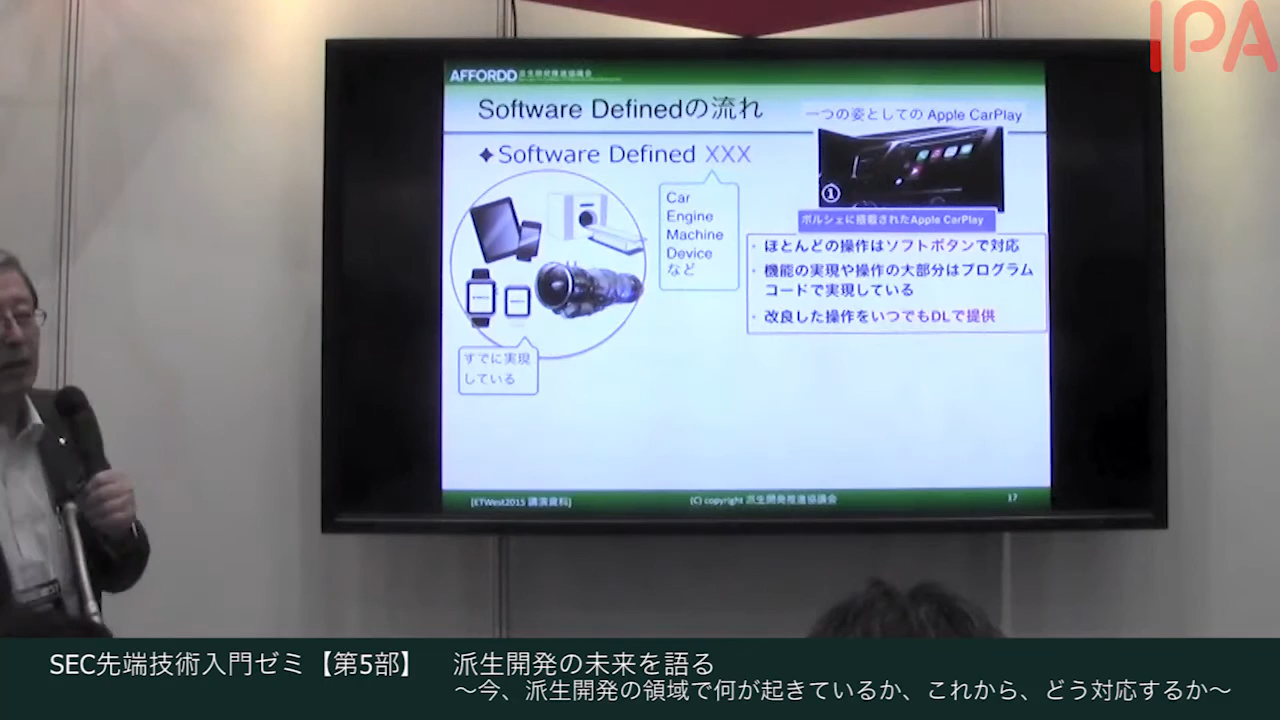 IPA
AFFORDD 派生開発推進協議会
Software Definedの流れ
一つの姿としての Apple CarPlay
✦Software Defined XXX
①
Car
Engine
Machine
Device
など
ポルシェに搭載されたApple CarPlay
・ ほとんどの操作はソフトボタンで対応
・ 機能の実現や操作の大部分はプログラム
コードで実現している
・ 改良した操作をいつでもDLで提供
すでに実現
している
[ETWest2015 講演資料]
(C) copyright 派生開発推進協議会
17
SEC先端技術入門ゼミ【第5部】 派生開発の未来を語る
～今、派生開発の領域で何が起きているか、これから、どう対応するか～